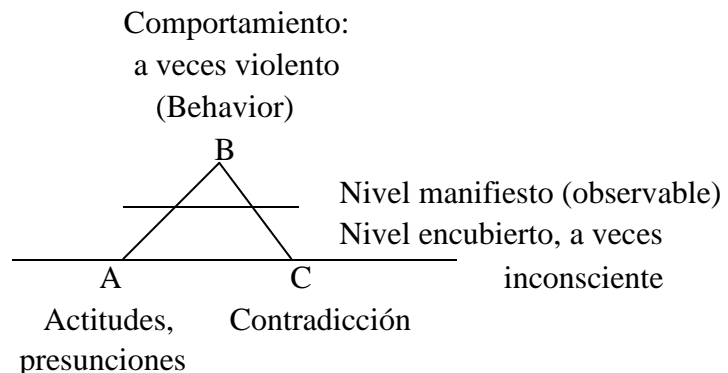 Comportamiento:
a veces violento
(Behavior)
B
Nivel manifiesto (observable)
Nivel encubierto, a veces
inconsciente
A
C
Actitudes,
presunciones
Contradicción